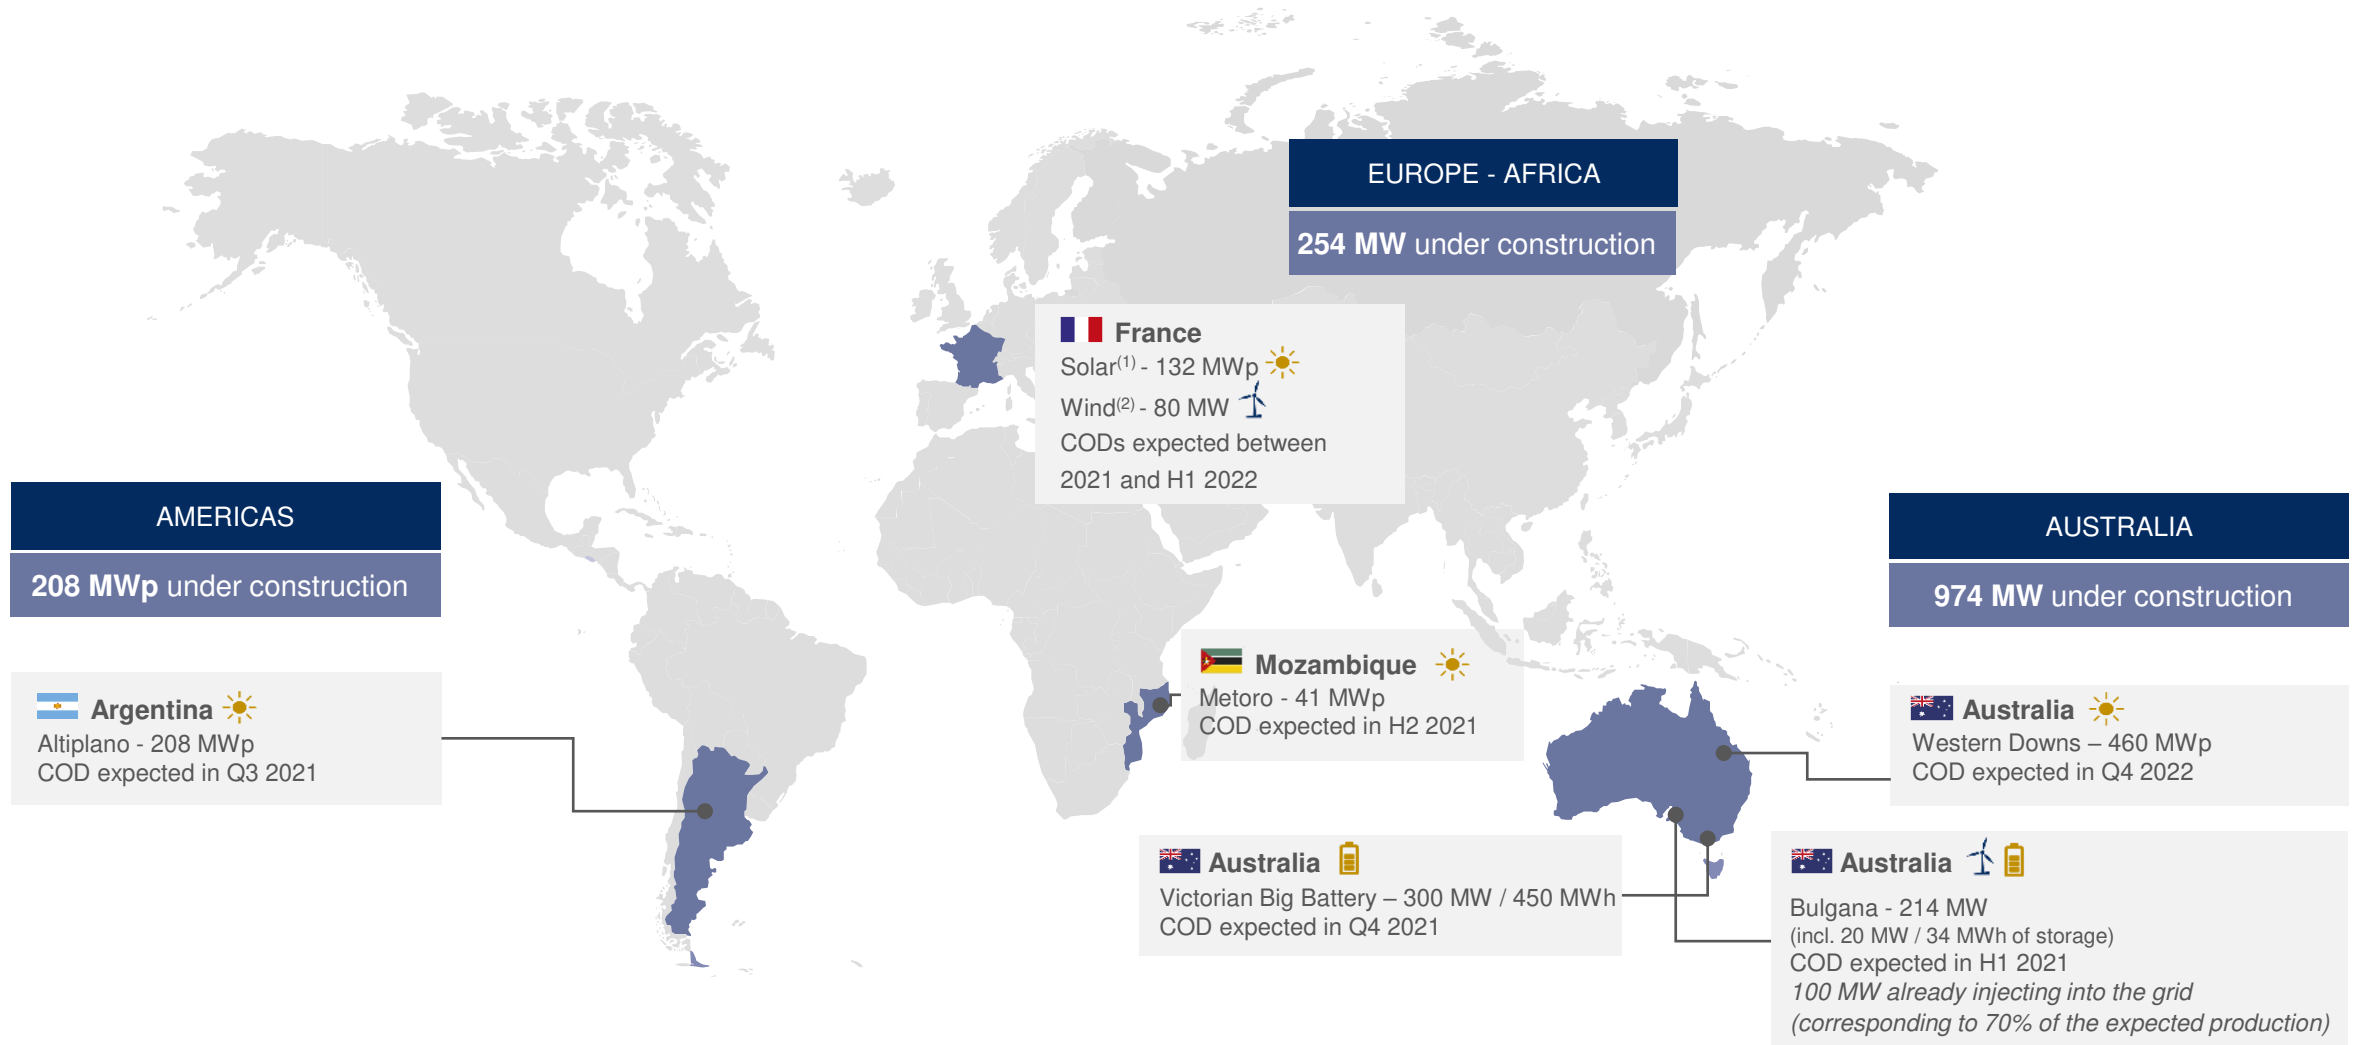 EUROPE - AFRICA
254 MW under construction
France
Solar(1) - 132 MWp
Wind(2) - 80 MW
CODs expected between
2021 and H1 2022
AMERICAS
208 MWp under construction
Argentina
Altiplano - 208 MWp
COD expected in Q3 2021
Mozambique
Metoro - 41 MWp
COD expected in H2 2021
AUSTRALIA
974 MW under construction
Australia
Western Downs – 460 MWp
COD expected in Q4 2022
Australia
Victorian Big Battery – 300 MW / 450 MWh
COD expected in Q4 2021
Australia
Bulgana - 214 MW
(incl. 20 MW / 34 MWh of storage)
COD expected in H1 2021
100 MW already injecting into the grid
(corresponding to 70% of the expected production)